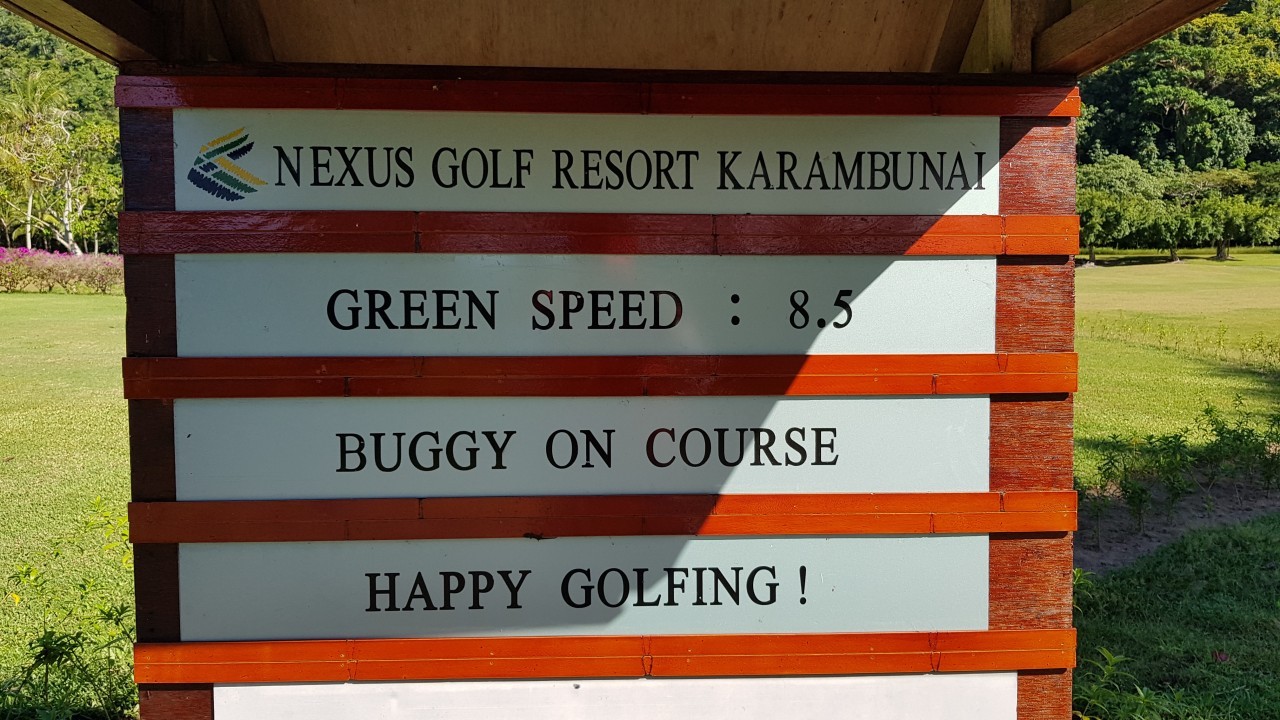 NEXUS GOLF RESORT KARAMBUNAI
GREEN SPEED : 8.5
BUGGY ON COURSE
HAPPY GOLFING !